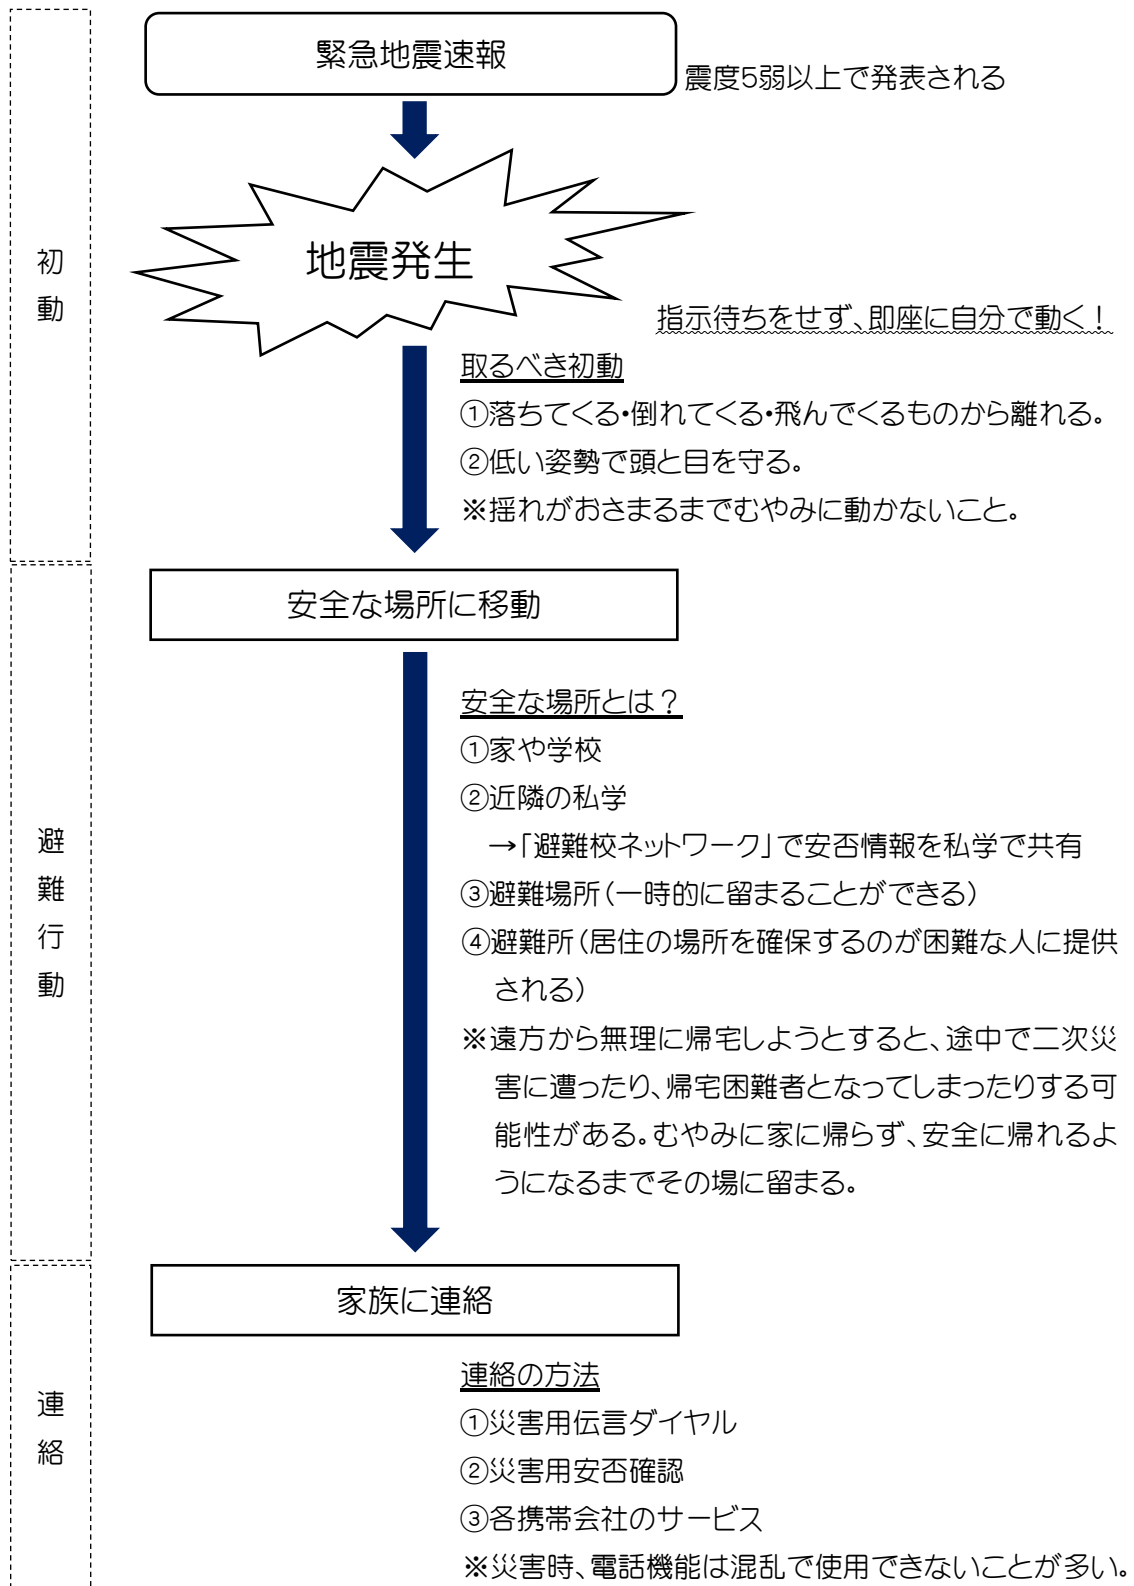 緊急地震速報
震度5弱以上で発表される
地震発生
初動
指示待ちをせず、即座に自分で動く！
取るべき初動
①落ちてくる・倒れてくる・飛んでくるものから離れる。
②低い姿勢で頭と目を守る。
※揺れがおさまるまでむやみに動かないこと。
安全な場所に移動
避難行動
安全な場所とは？
①家や学校
②近隣の私学
→「避難校ネットワーク」で安否情報を私学で共有
③避難場所（一時的に留まることができる）
④避難所（居住の場所を確保するのが困難な人に提供
される）
※遠方から無理に帰宅しようとすると、途中で二次災
害に遭ったり、帰宅困難者となってしまったりする可
能性がある。むやみに家に帰らず、安全に帰れるよ
うになるまでその場に留まる。
家族に連絡
連絡
連絡の方法
①災害用伝言ダイヤル
②災害用安否確認
③各携帯会社のサービス
※災害時、電話機能は混乱で使用できないことが多い。